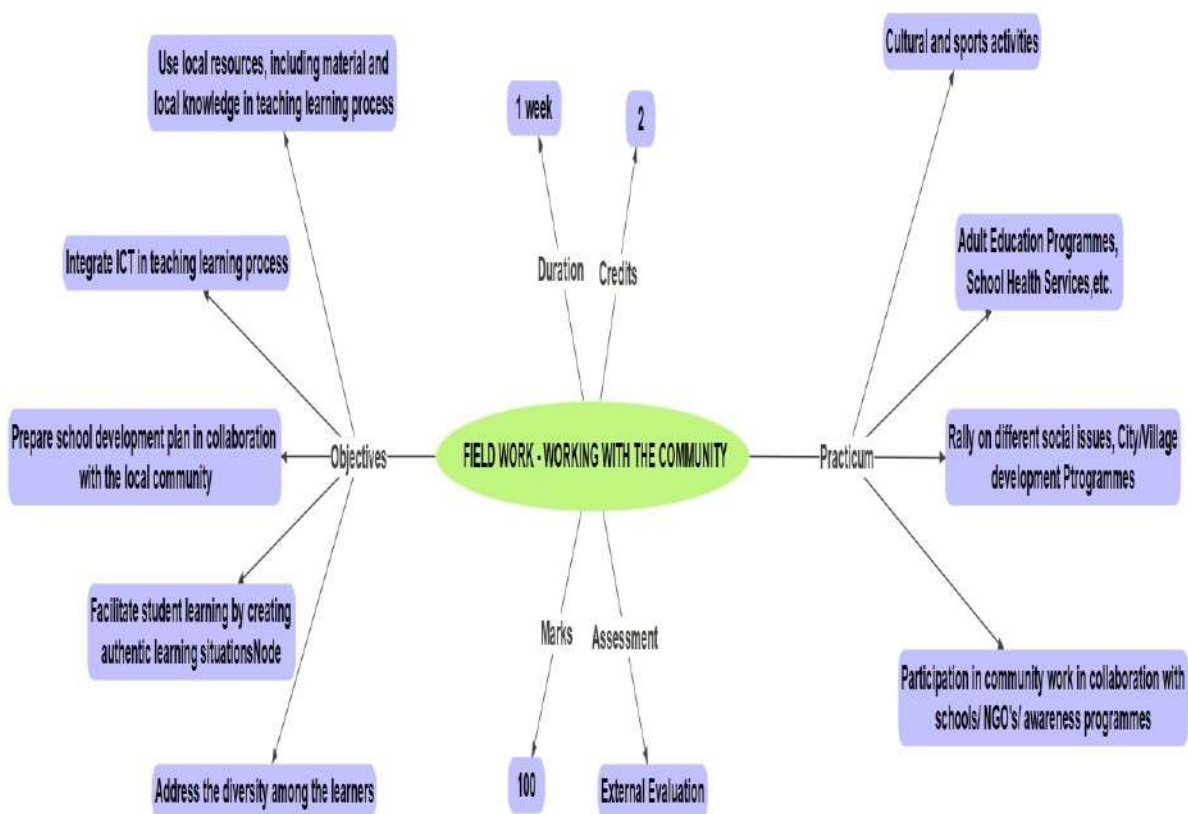 Use local resources, including material and
local knowledge in teaching learning process
1 week
2
Cultural and sports activities
Integrate ICT in teaching learning process
Duration
Credits
Adult Education Programmes,
School Health Services,etc.
Prepare school development plan in collaboration
with the local community
Objectives
FIELD WORK - WORKING WITH THE COMMUNITY
Practicum
Rally on different social issues, City/Village
development Ptrogrammes
Facilitate student learning by creating
authentic learning situationsNode
Marks
Assessment
Participation in community work in collaboration with
schools/ NGO's/ awareness programmes
Address the diversity among the learners
100
External Evaluation